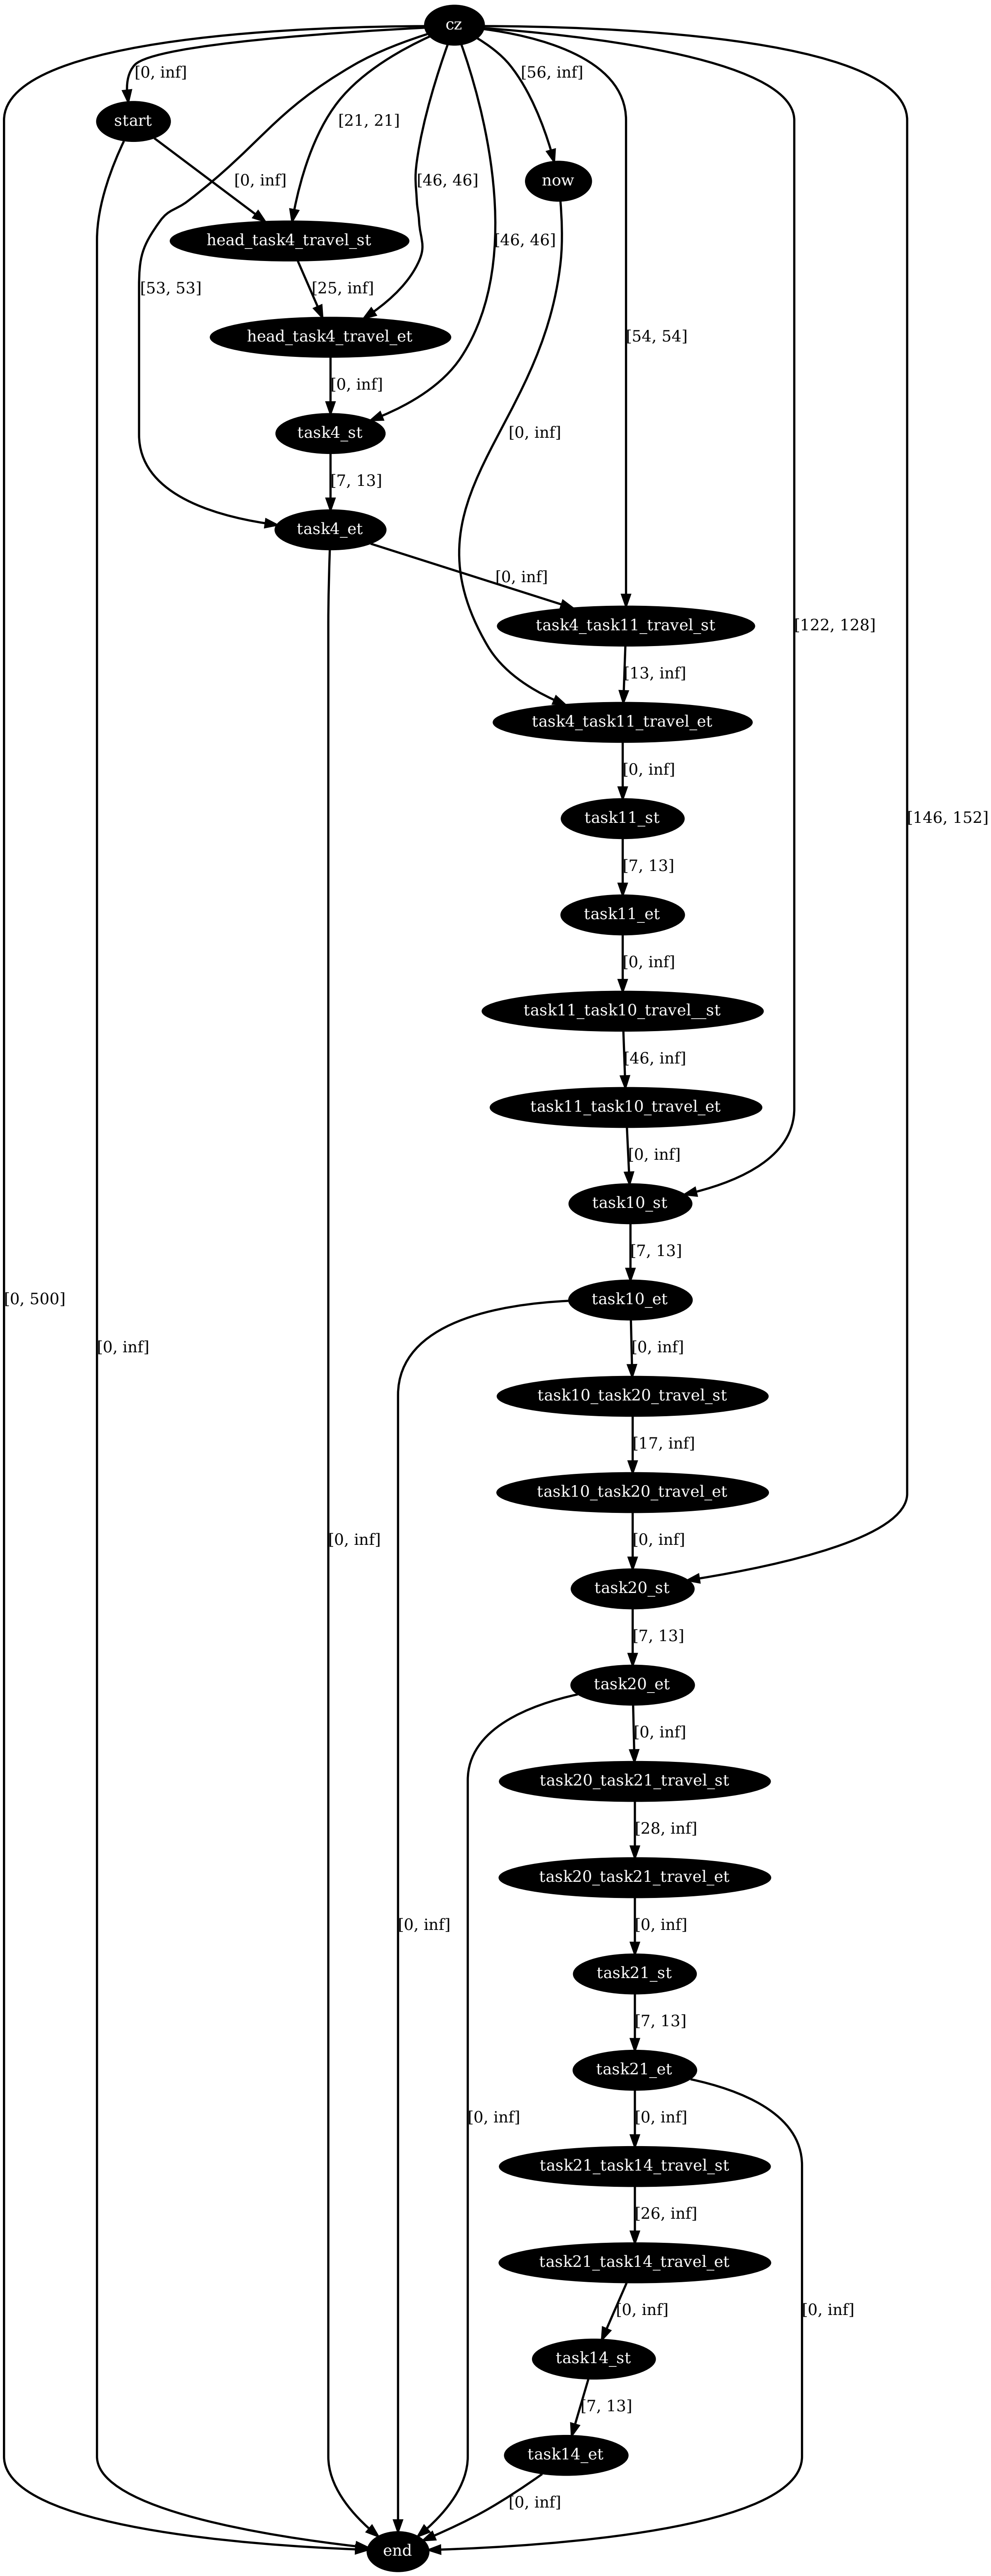 cz
[0, inf]
[56, inf]
start
[21, 21]
now
[0, inf]
[46, 46]
head_task4_travel_st
[46, 46]
[53, 53]
[25, inf]
head_task4_travel_et
[54, 54]
[0, inf]
task4_st
[0, inf]
[7, 13]
task4_et
[0, inf]
task4_task11_travel_st
[122, 128]
[13, inf]
task4_task11_travel_et
[0, inf]
task11_st
[146, 152]
[7, 13]
task11_et
[0, inf]
task11_task10_travel__st
[46, inf]
task11_task10_travel_et
[0, inf]
task10_st
[7, 13]
[0, 500]
task10_et
[0, inf]
[0, inf]
task10_task20_travel_st
[17, inf]
task10_task20_travel_et
[0, inf]
[0, inf]
task20_st
[7, 13]
task20_et
[0, inf]
task20_task21_travel_st
[28, inf]
task20_task21_travel_et
[0, inf]
[0, inf]
task21_st
[7, 13]
task21_et
[0, inf]
[0, inf]
task21_task14_travel_st
[26, inf]
task21_task14_travel_et
[0, inf]
[0, inf]
task14_st
[7, 13]
task14_et
[0, inf]
end